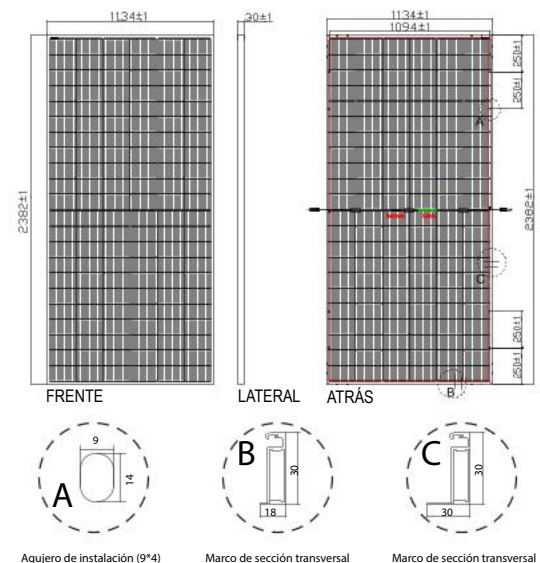 1134±1
30±1
1134±1
1094±1
250±1
250±1
A
2382±1
2382±1
C
250±1
250±1
B
FRENTE
LATERAL
ATRÁS
9
14
A
B
30
18
C
30
30
Agujero de instalación (9*4)
Marco de sección transversal
Marco de sección transversal